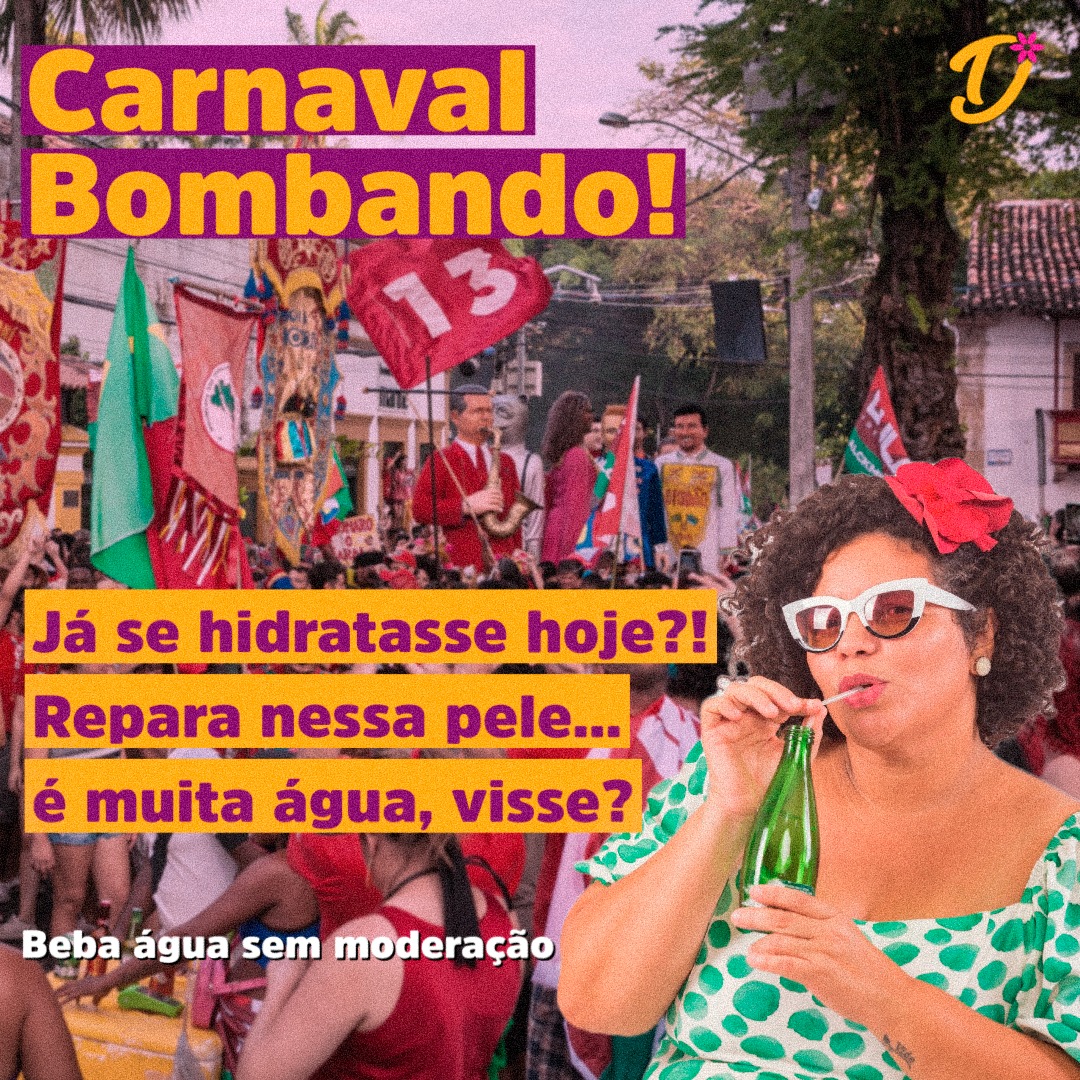 Carnaval
Bombando!
D
13
Já se hidratasse hoje?!
Repara nessa pele...
é muita água, visse?
Beba água sem moderação